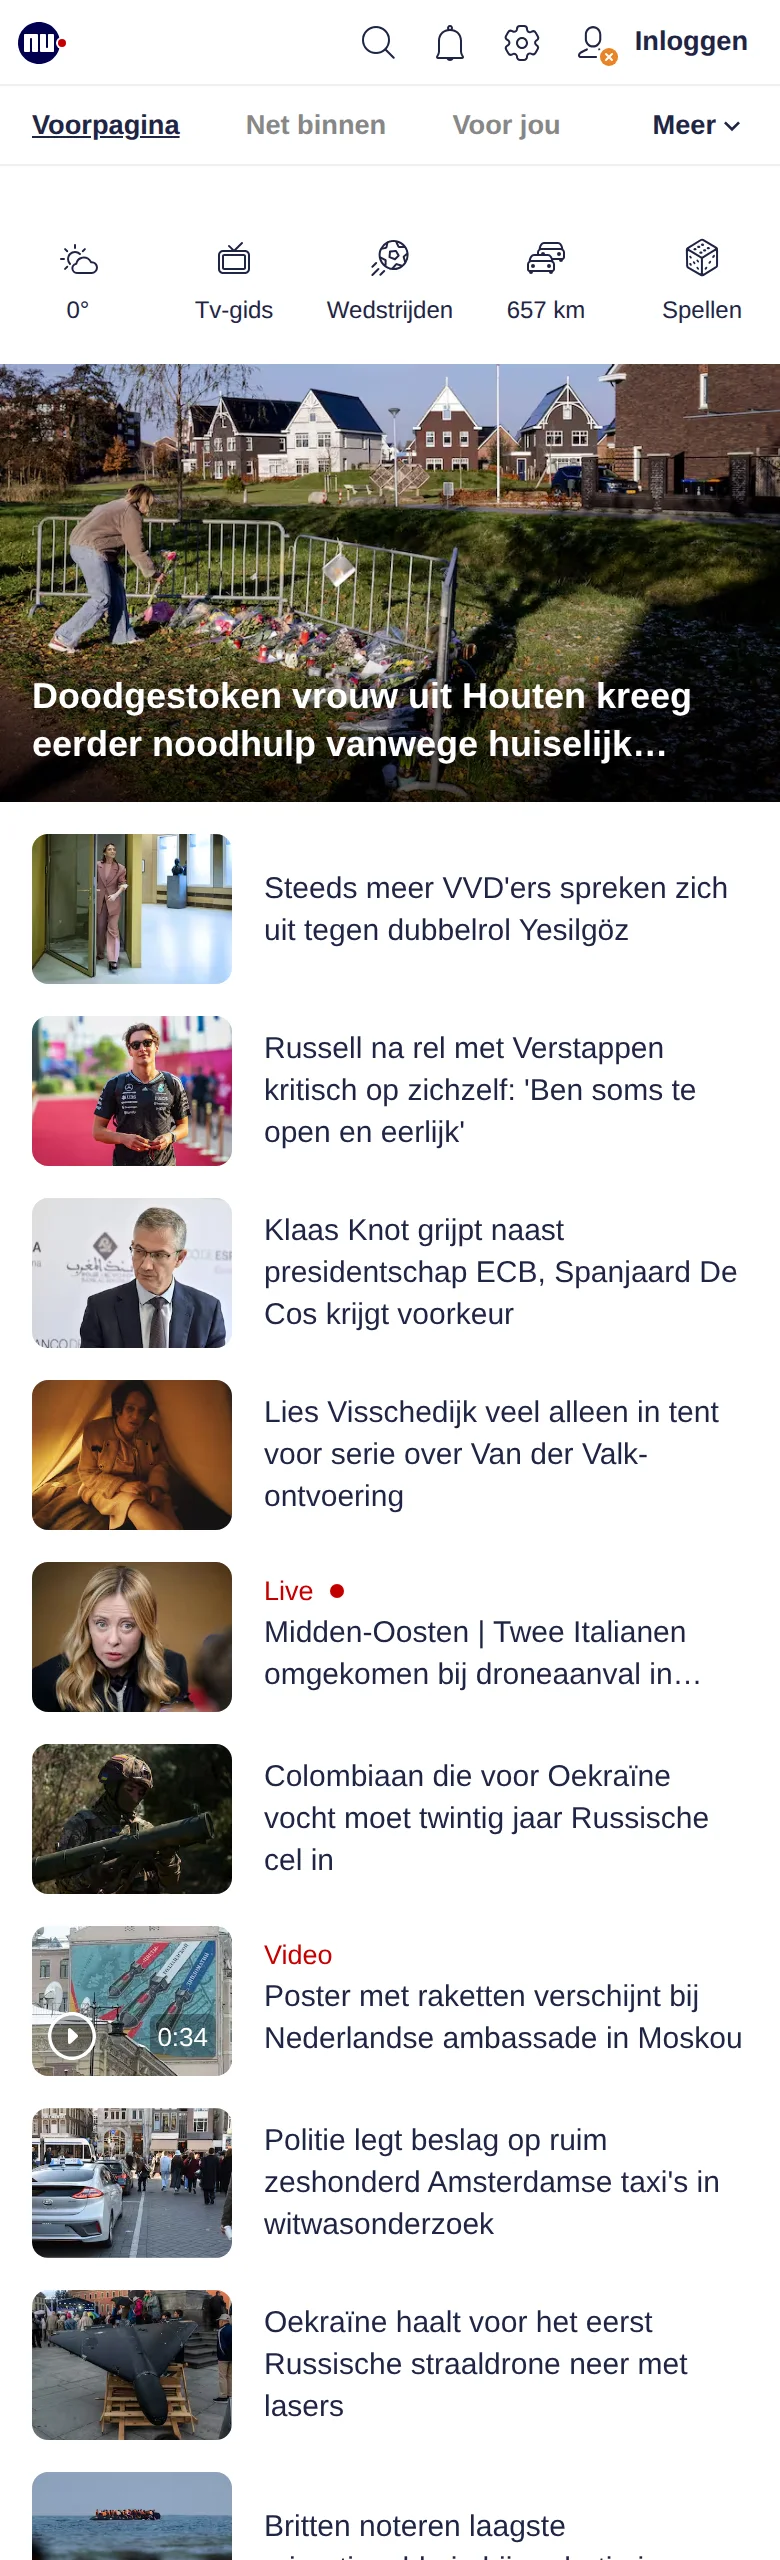 nu
Inloggen
Voorpagina Net binnen Voor jou Meer
0° Tv-gids Wedstrijden 657 km Spellen
Doodgestoken vrouw uit Houten kreeg
eerder noodhulp vanwege huiselijk...
Steeds meer VVD'ers spreken zich
uit tegen dubbelrol Yesilgöz
Russell na rel met Verstappen
kritisch op zichzelf: 'Ben soms te
open en eerlijk'
Klaas Knot grijpt naast
presidentschap ECB, Spanjaard De
Cos krijgt voorkeur
Lies Visschedijk veel alleen in tent
voor serie over Van der Valk-
ontvoering
Live
Midden-Oosten | Twee Italianen
omgekomen bij droneaanval in...
Colombiaan die voor Oekraïne
vocht moet twintig jaar Russische
cel in
Video
0:34
Poster met raketten verschijnt bij
Nederlandse ambassade in Moskou
Politie legt beslag op ruim
zeshonderd Amsterdamse taxi's in
witwasonderzoek
Oekraïne haalt voor het eerst
Russische straaldrone neer met
lasers
Britten noteren laagste